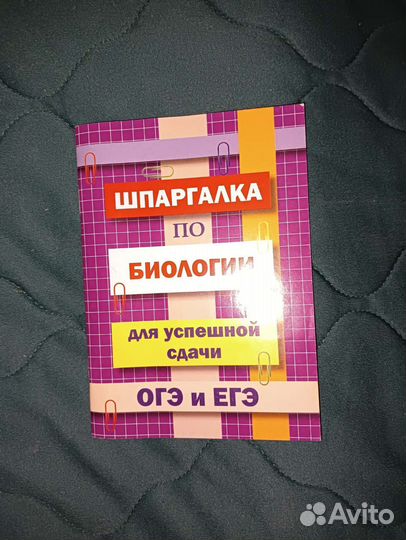 ШПАРГАЛКА
ПО
БИОЛОГИИ
для успешной
сдачи
ОГЭ и ЕГЭ
Avito